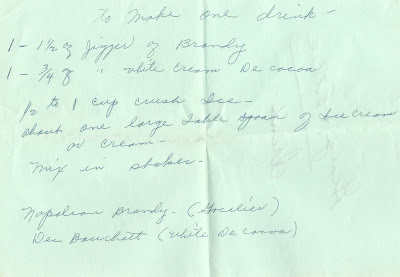 To Make one drink -
1 - 1½ oz jigger of Brandy
1 - ¾ oz " white Cream De cocoa
½ to 1 cup crush Ice -
about one large table spoon of Ice Cream
or cream -
Mix in shaker -
Napoleon Brandy - (
De Bouchett (White De Cocoa)